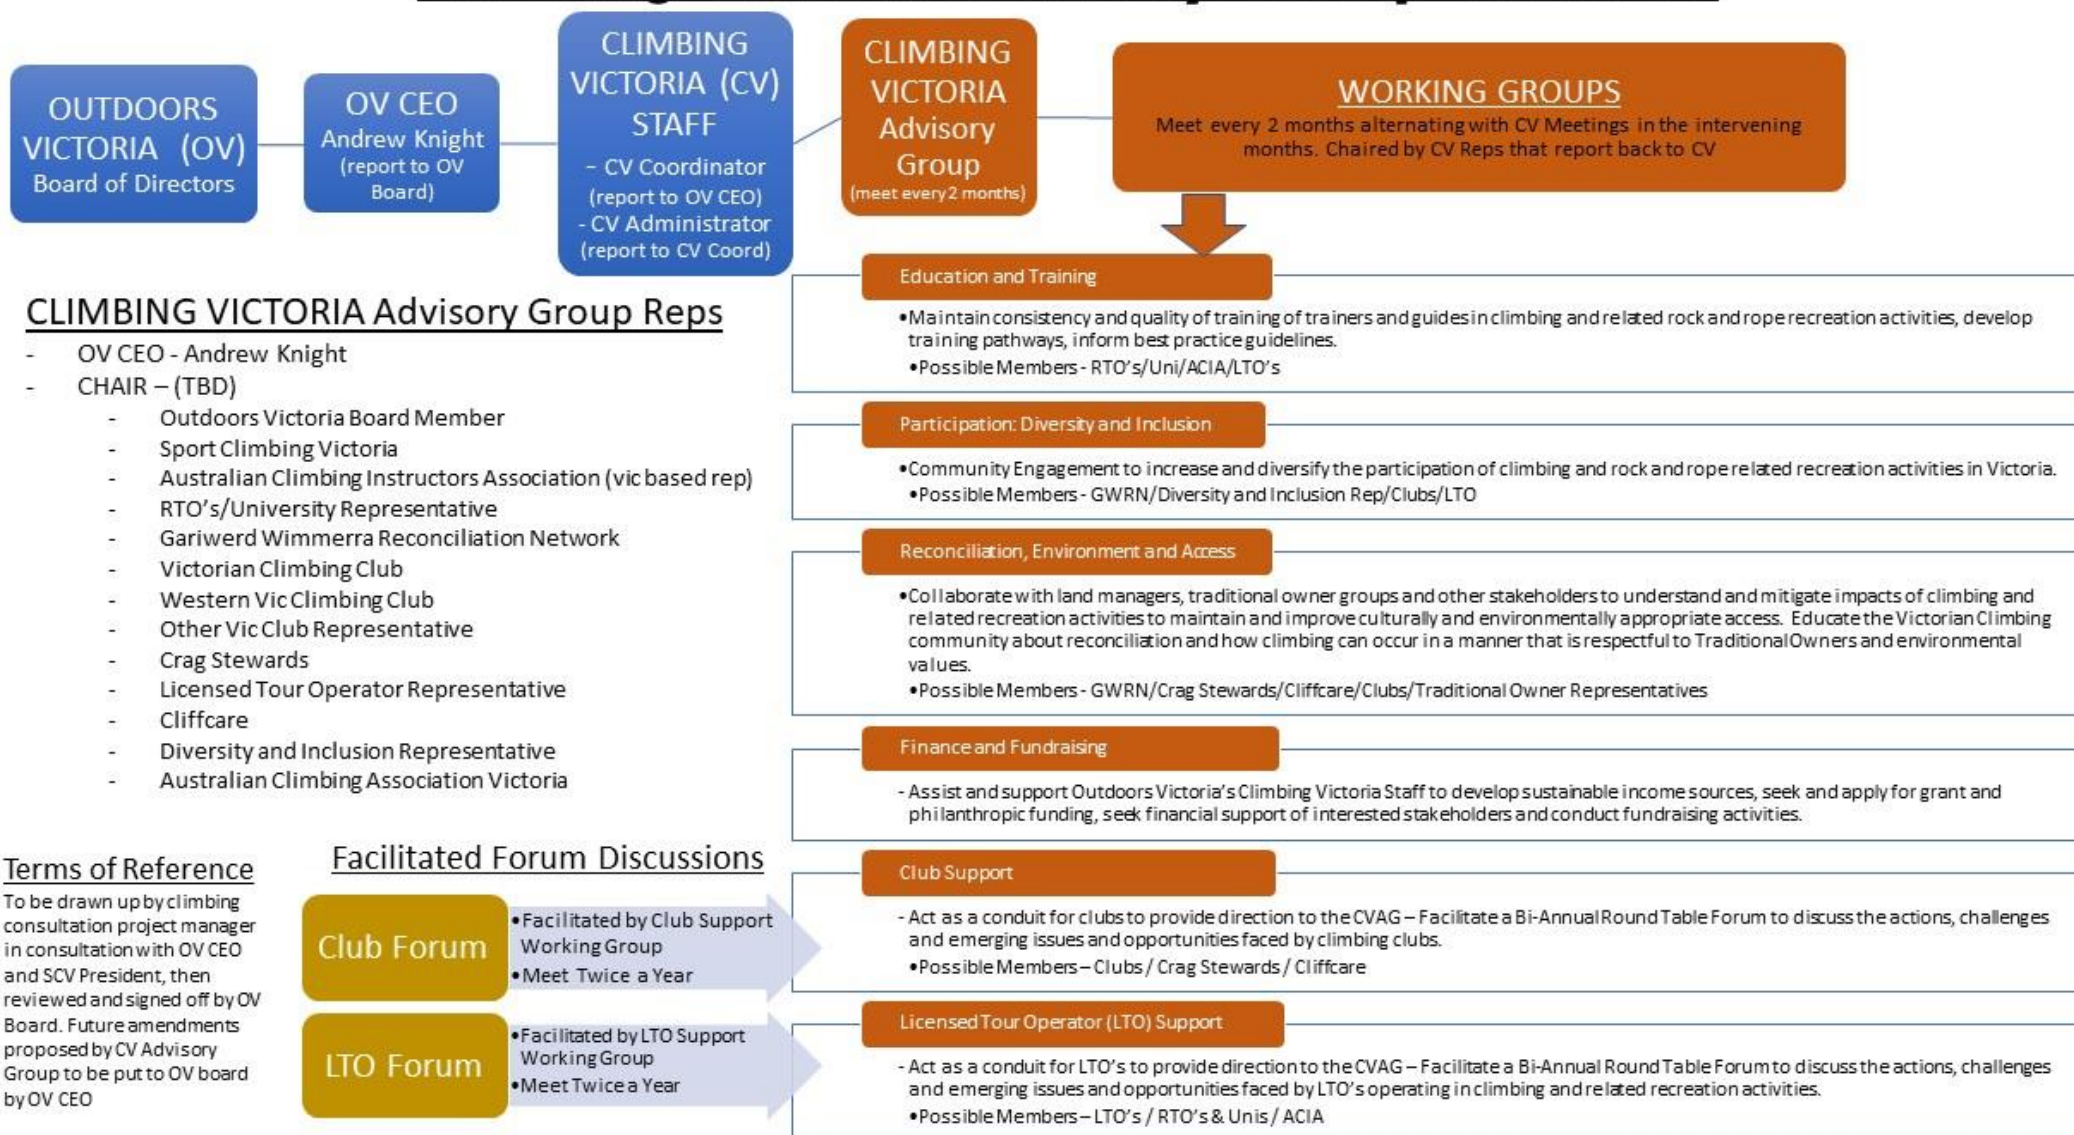 OUTDOORS
VICTORIA (OV)
Board of Directors
OV CEO
Andrew Knight
(report to OV
Board)
CLIMBING
VICTORIA (CV)
STAFF
- CV Coordinator
(report to OV CEO)
- CV Administrator
(report to CV Coord)
CLIMBING
VICTORIA
Advisory
Group
(meet every 2 months)
WORKING GROUPS
Meet every 2 months alternating with CV Meetings in the intervening
months. Chaired by CV Reps that report back to CV
CLIMBING VICTORIA Advisory Group Reps
- OV CEO - Andrew Knight
- CHAIR – (TBD)
- Outdoors Victoria Board Member
- Sport Climbing Victoria
- Australian Climbing Instructors Association (vic based rep)
- RTO's/University Representative
- Gariwerd Wimmerra Reconciliation Network
- Victorian Climbing Club
- Western Vic Climbing Club
- Other Vic Club Representative
- Crag Stewards
- Licensed Tour Operator Representative
- Cliffcare
- Diversity and Inclusion Representative
- Australian Climbing Association Victoria
Terms of Reference
To be drawn up by climbing
consultation project manager
in consultation with OV CEO
and SCV President, then
reviewed and signed off by OV
Board. Future amendments
proposed by CV Advisory
Group to be put to OV board
by OV CEO
Facilitated Forum Discussions
Club Forum
•Facilitated by Club Support
Working Group
•Meet Twice a Year
LTO Forum
•Facilitated by LTO Support
Working Group
•Meet Twice a Year
Education and Training
•Maintain consistency and quality of training of trainers and guides in climbing and related rock and rope recreation activities, develop
training pathways, inform best practice guidelines.
•Possible Members - RTO's/Uni/ACIA/LTO's
Participation: Diversity and Inclusion
•Community Engagement to increase and diversify the participation of climbing and rock and rope related recreation activities in Victoria.
•Possible Members - GWRN/Diversity and Inclusion Rep/Clubs/LTO
Reconciliation, Environment and Access
•Collaborate with land managers, traditional owner groups and other stakeholders to understand and mitigate impacts of climbing and
related recreation activities to maintain and improve culturally and environmentally appropriate access. Educate the Victorian Climbing
community about reconciliation and how climbing can occur in a manner that is respectful to Traditional Owners and environmental
values.
•Possible Members - GWRN/Crag Stewards/Cliffcare/Clubs/Traditional Owner Representatives
Finance and Fundraising
- Assist and support Outdoors Victoria's Climbing Victoria Staff to develop sustainable income sources, seek and apply for grant and
philanthropic funding, seek financial support of interested stakeholders and conduct fundraising activities.
Club Support
- Act as a conduit for clubs to provide direction to the CVAG – Facilitate a Bi-Annual Round Table Forum to discuss the actions, challenges
and emerging issues and opportunities faced by climbing clubs.
•Possible Members – Clubs / Crag Stewards / Cliffcare
Licensed Tour Operator (LTO) Support
- Act as a conduit for LTO's to provide direction to the CVAG – Facilitate a Bi-Annual Round Table Forum to discuss the actions, challenges
and emerging issues and opportunities faced by LTO's operating in climbing and related recreation activities.
•Possible Members – LTO's / RTO's & Unis / ACIA